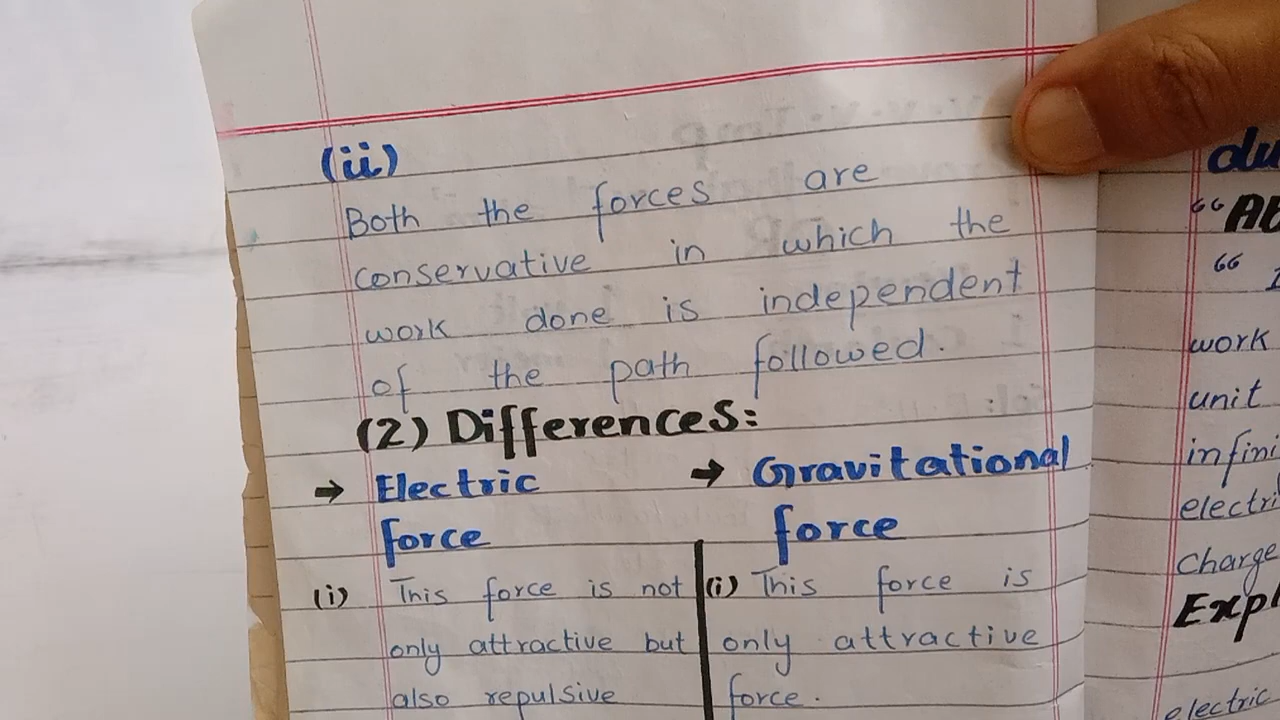 (ii)
Both the forces are
conservative in which the
work done is independent
of the path followed.
(2) Differences:
→ Electric → Gravitational
force force
(i) This force is not (i) This force is
only attractive but only attractive
also repulsive force.
work
unit
charge
electric